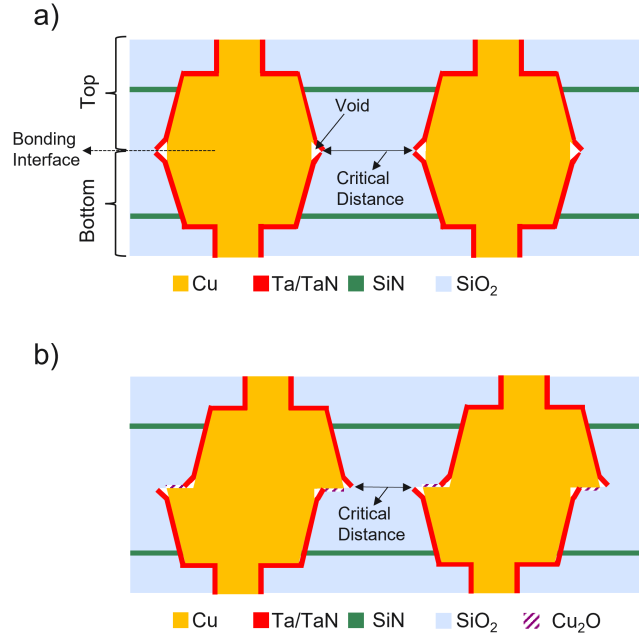 a)
Top
Bottom
Bonding
Interface
Void
Critical
Distance
Cu
Ta/TaN
SiN
SiO₂
b)
Critical
Distance
Cu
Ta/TaN
SiN
SiO₂
Cu₂O